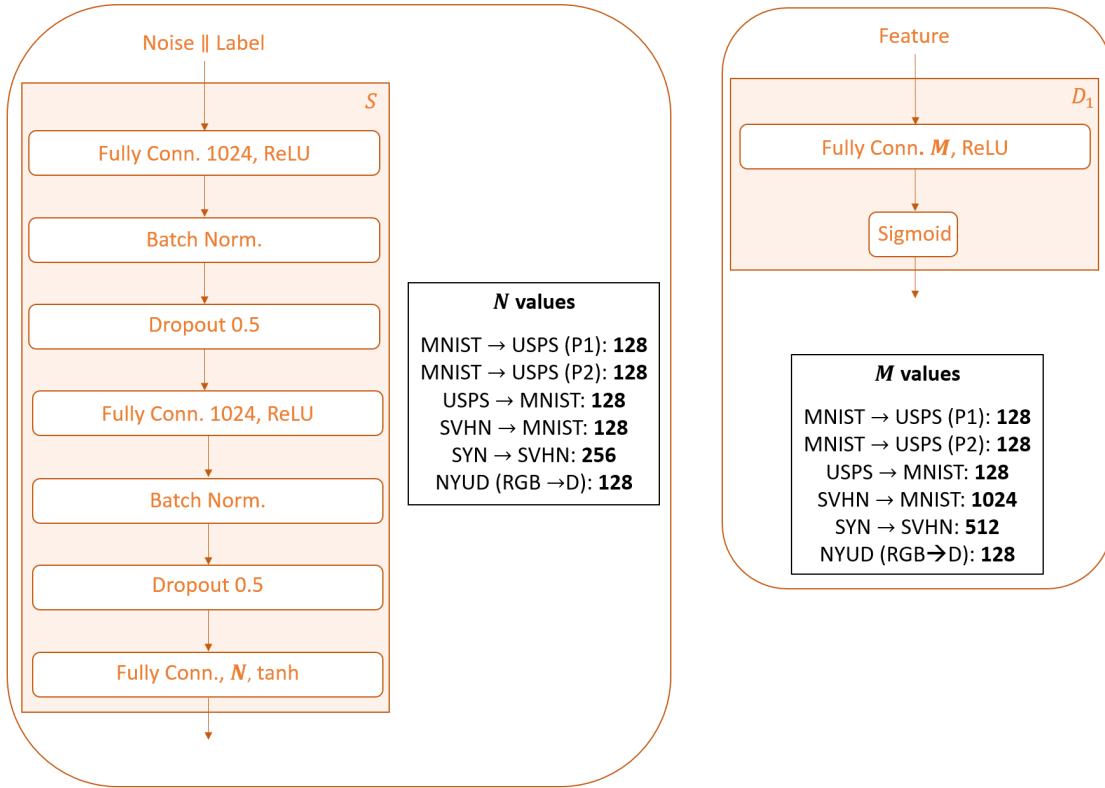 Noise ∥ Label
S
Fully Conn. 1024, ReLU
Batch Norm.
Dropout 0.5
Fully Conn. 1024, ReLU
Batch Norm.
Dropout 0.5
Fully Conn., N, tanh
N values
MNIST → USPS (P1): 128
MNIST → USPS (P2): 128
USPS → MNIST: 128
SVHN → MNIST: 128
SYN → SVHN: 256
NYUD (RGB →D): 128
Feature
D₁
Fully Conn. M, ReLU
Sigmoid
M values
MNIST → USPS (P1): 128
MNIST → USPS (P2): 128
USPS → MNIST: 128
SVHN → MNIST: 1024
SYN → SVHN: 512
NYUD (RGB→D): 128